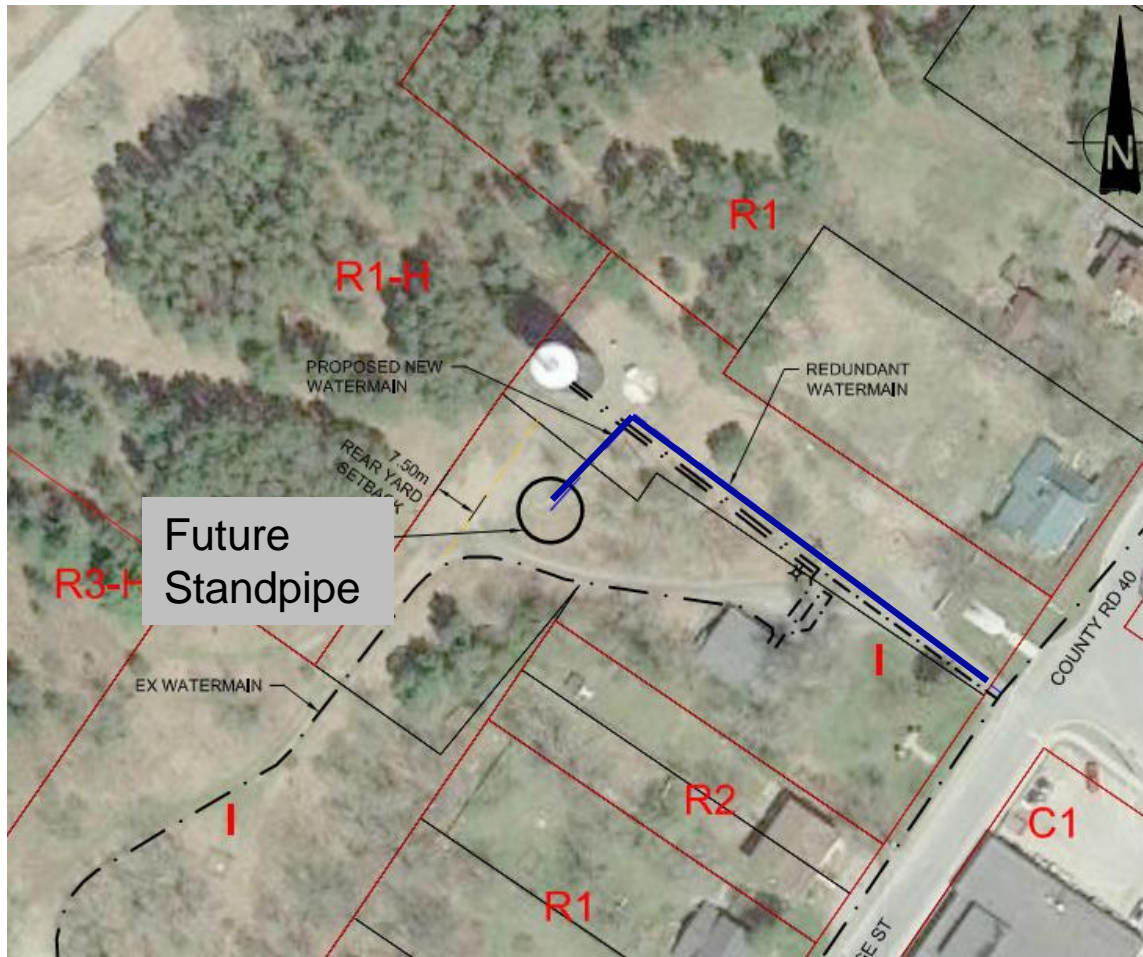 N
R1
R1-H
PROPOSED NEW
WATERMAIN
REDUNDANT
WATERMAIN
7.50m
REAR YARD
SETBACK
Future
Standpipe
R3-H
COUNTY RD 40
I
EX WATERMAIN
R2
I
C1
R1
ST